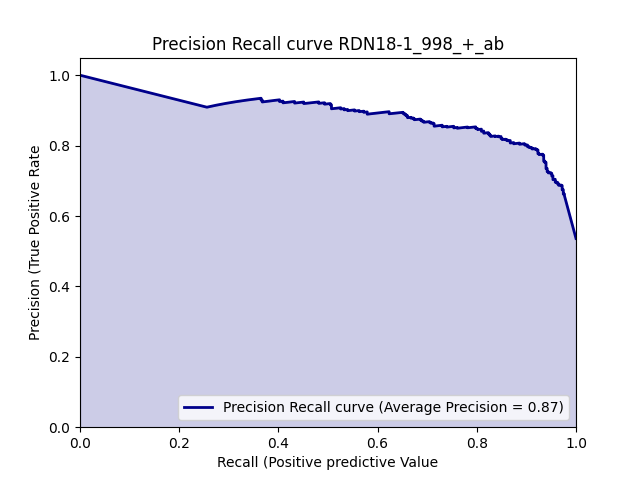 Precision Recall curve RDN18-1_998_+_ab
Precision (True Positive Rate
1.0
0.8
0.6
0.4
0.2
0.0
Precision Recall curve (Average Precision = 0.87)
0.0 0.2 0.4 0.6 0.8 1.0
Recall (Positive predictive Value